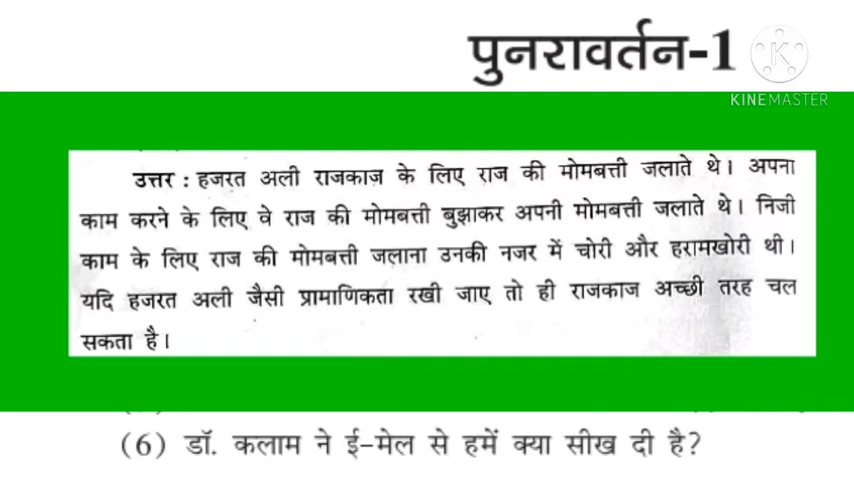 पुनरावर्तन-1
KINEMASTER
उत्तर : हजरत अली राजकाज के लिए राज की मोमबत्ती जलाते थे। अपना
काम करने के लिए वे राज की मोमबत्ती बुझाकर अपनी मोमबत्ती जलाते थे। निजी
काम के लिए राज की मोमबत्ती जलाना उनकी नजर में चोरी और हरामखोरी थी।
यदि हजरत अली जैसी प्रामाणिकता रखी जाए तो ही राजकाज अच्छी तरह चल
सकता है।
(6) डॉ. कलाम ने ई-मेल से हमें क्या सीख दी है?